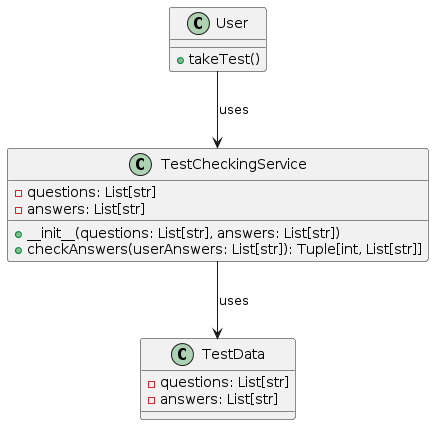 C User
takeTest()
uses
C TestCheckingService
questions: List[str]
answers: List[str]
__init__(questions: List[str], answers: List[str])
checkAnswers(userAnswers: List[str]): Tuple[int, List[str]]
uses
C TestData
questions: List[str]
answers: List[str]